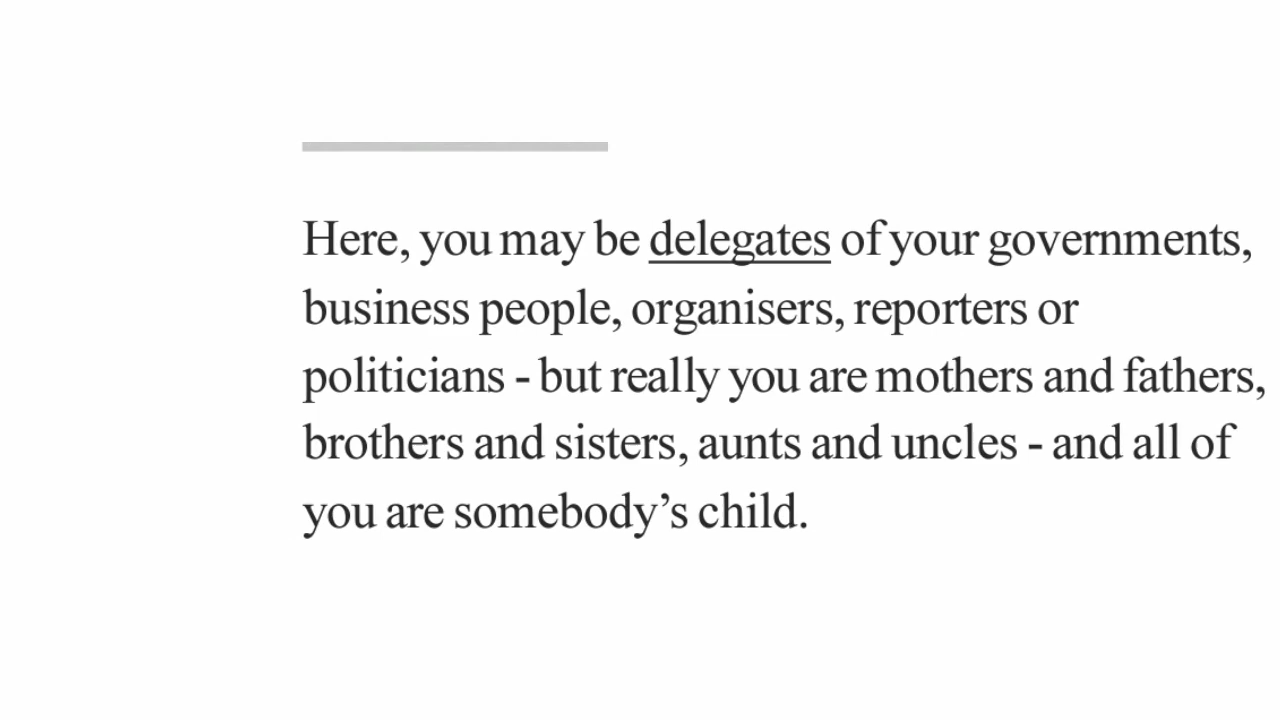 Here, you may be delegates of your governments,
business people, organisers, reporters or
politicians - but really you are mothers and fathers,
brothers and sisters, aunts and uncles - and all of
you are somebody’s child.